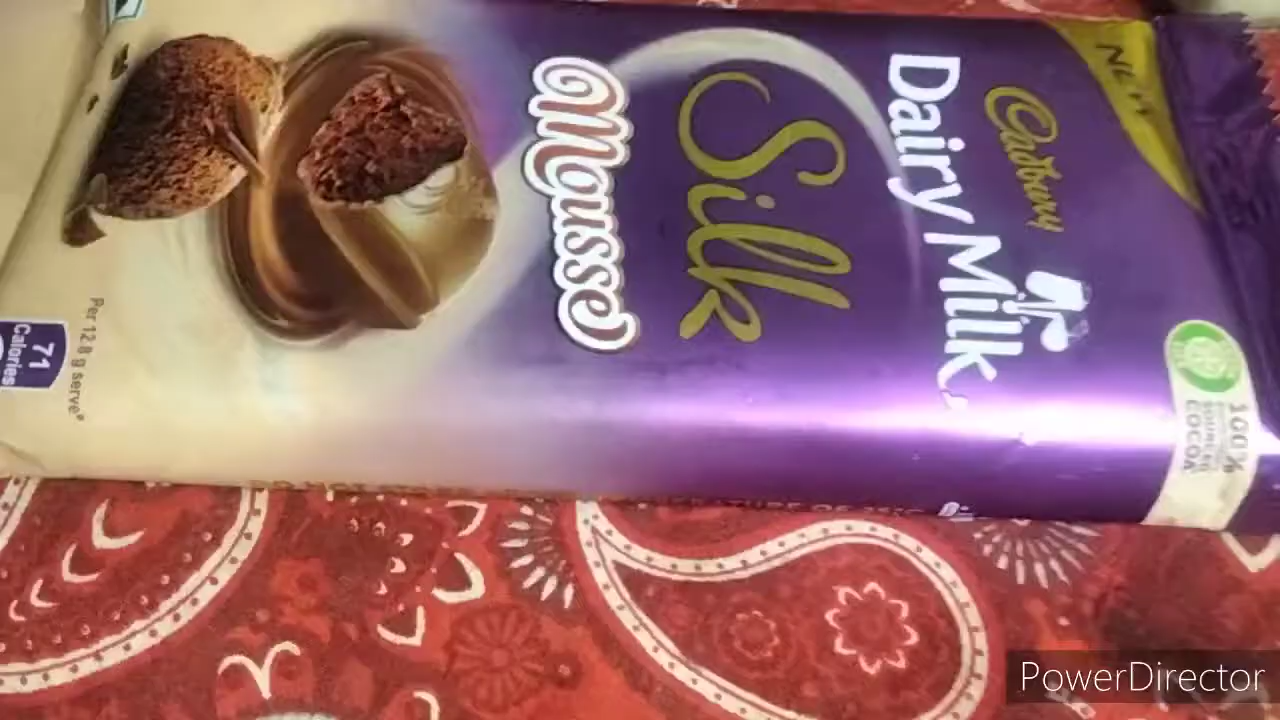 NEW
Cadbury
Dairy Milk
Silk
Mousse
100%
COCOA
Per 12.8 g serve*
71
Calories
PowerDirector